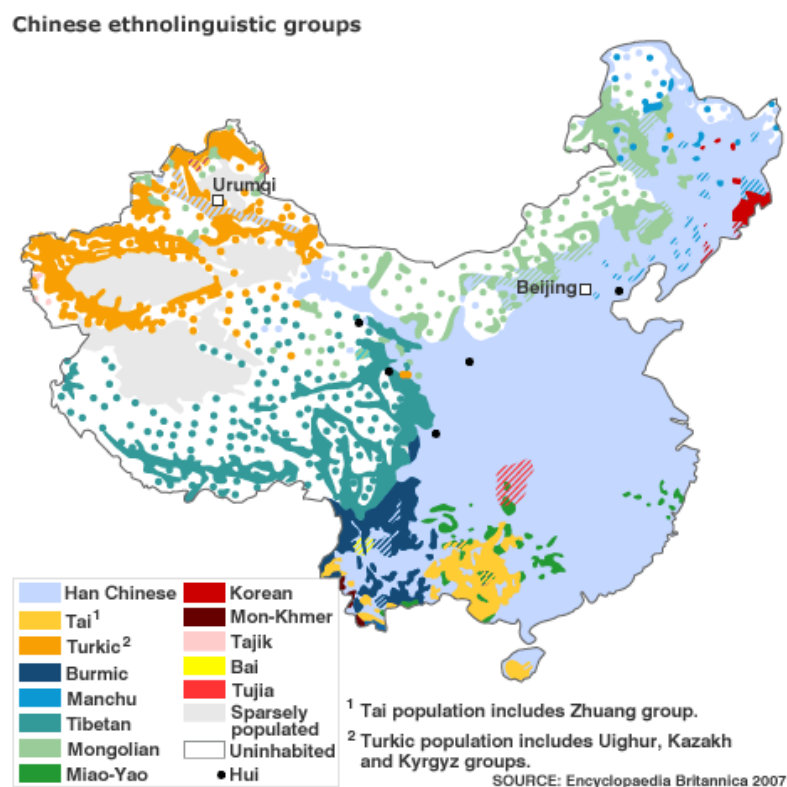 Chinese ethnolinguistic groups
Urumqi
Beijing
Han Chinese
Tai1
Turkic2
Burmic
Manchu
Tibetan
Mongolian
Miao-Yao
Korean
Mon-Khmer
Tajik
Bai
Tujia
Sparsely
populated
Uninhabited
Hui
1 Tai population includes Zhuang group.
2 Turkic population includes Uighur, Kazakh
and Kyrgyz groups.
SOURCE: Encyclopaedia Britannica 2007